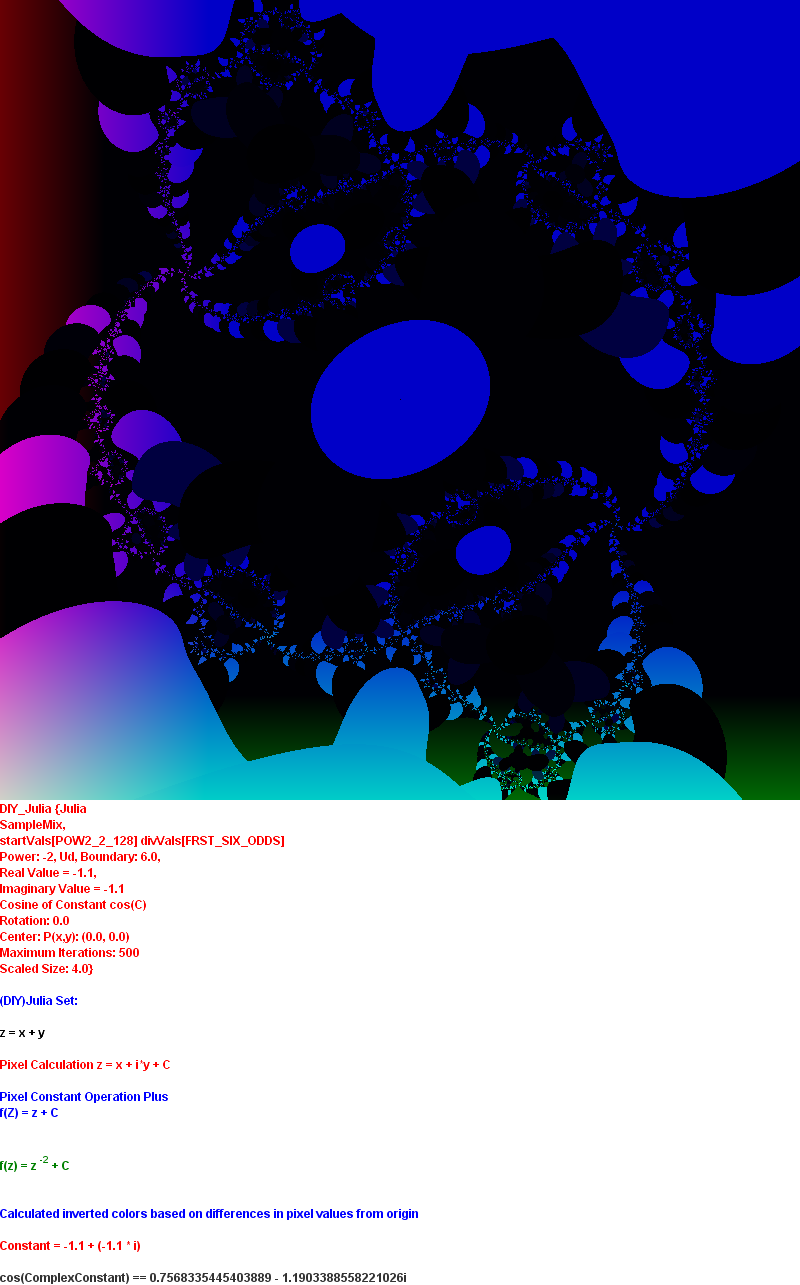 DIY_Julia {Julia
SampleMix,
startVals[POW2_2_128] divVals[FRST_SIX_ODDS]
Power: -2, Ud, Boundary: 6.0,
Real Value = -1.1,
Imaginary Value = -1.1
Cosine of Constant cos(C)
Rotation: 0.0
Center: P(x,y): (0.0, 0.0)
Maximum Iterations: 500
Scaled Size: 4.0}
(DIY)Julia Set:
z = x + y
Pixel Calculation z = x + i*y + C
Pixel Constant Operation Plus
f(Z) = z + C
f(z) = z -2 + C
Calculated inverted colors based on differences in pixel values from origin
Constant = -1.1 + (-1.1 * i)
cos(ComplexConstant) == 0.7568335445403889 - 1.1903388558221026i